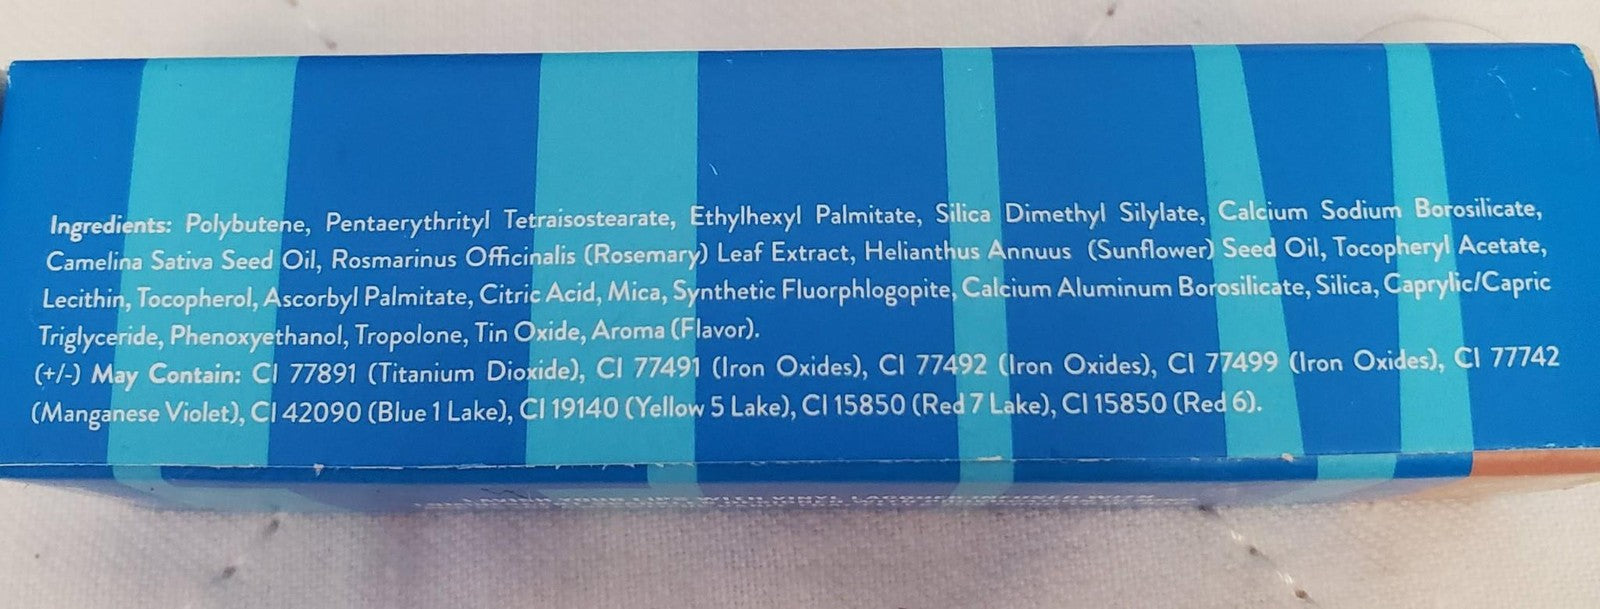 Ingredients: Polybutene, Pentaerythrityl Tetraisostearate, Ethylhexyl Palmitate, Silica Dimethyl Silylate, Calcium Sodium Borosilicate,
Camelina Sativa Seed Oil, Rosmarinus Officinalis (Rosemary) Leaf Extract, Helianthus Annuus (Sunflower) Seed Oil, Tocopheryl Acetate,
Lecithin, Tocopherol, Ascorbyl Palmitate, Citric Acid, Mica, Synthetic Fluorphlogopite, Calcium Aluminum Borosilicate, Silica, Caprylic/Capric
Triglyceride, Phenoxyethanol, Tropolone, Tin Oxide, Aroma (Flavor).
(+/-) May Contain: CI 77891 (Titanium Dioxide), CI 77491 (Iron Oxides), CI 77492 (Iron Oxides), CI 77499 (Iron Oxides), CI 77742
(Manganese Violet), CI 42090 (Blue 1 Lake), CI 19140 (Yellow 5 Lake), CI 15850 (Red 7 Lake), CI 15850 (Red 6).